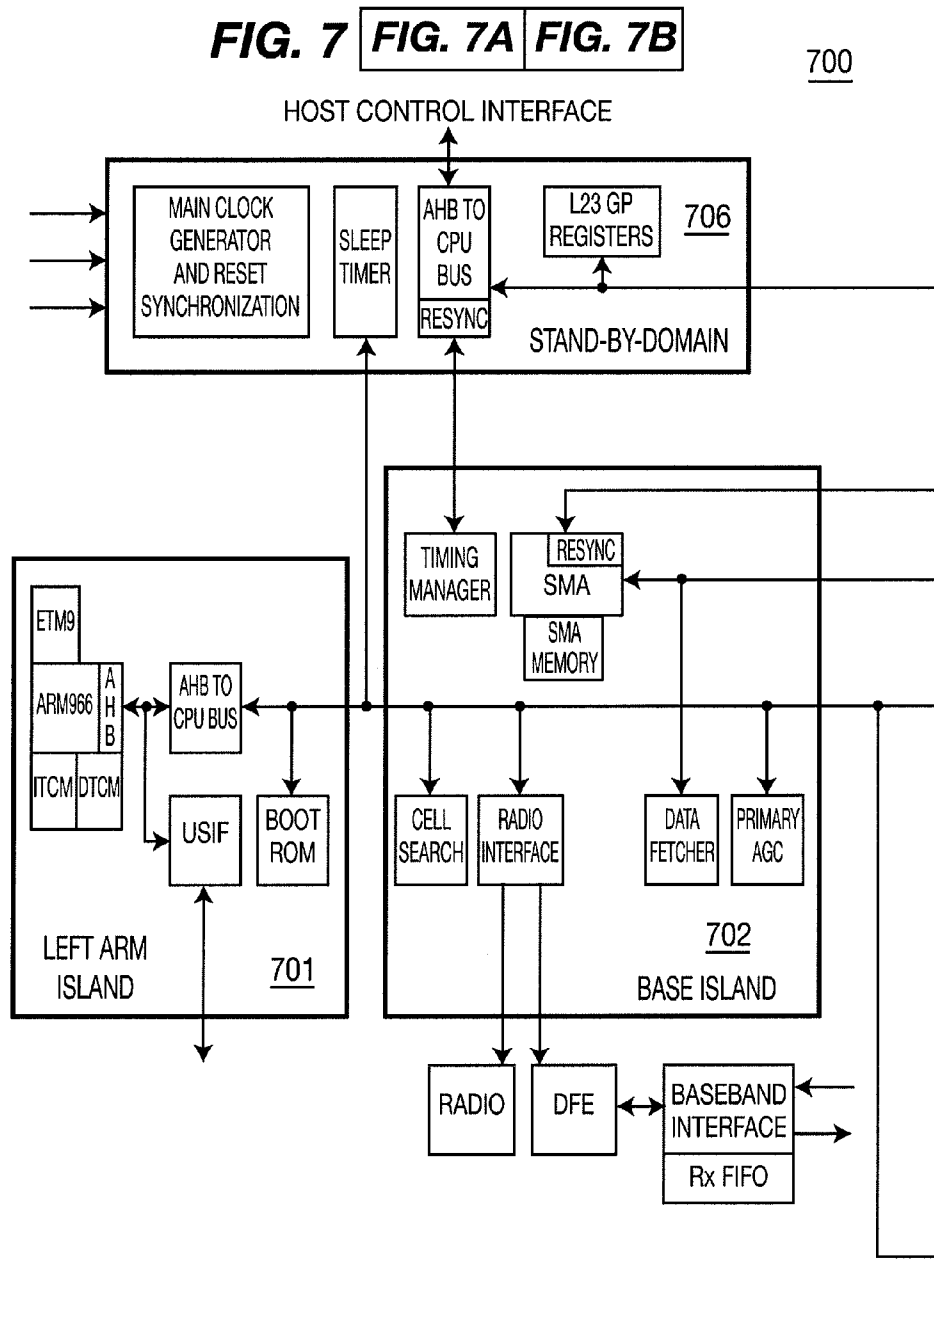 FIG. 7 FIG. 7A FIG. 7B
700
HOST CONTROL INTERFACE
MAIN CLOCK
GENERATOR
AND RESET
SYNCHRONIZATION
SLEEP
TIMER
AHB TO
CPU
BUS
RESYNC
L23 GP
REGISTERS
706
STAND-BY-DOMAIN
TIMING
MANAGER
RESYNC
SMA
SMA
MEMORY
ETM9
ARM966
A
H
B
ITCM
DTCM
AHB TO
CPU BUS
USIF
BOOT
ROM
LEFT ARM
ISLAND
701
CELL
SEARCH
RADIO
INTERFACE
DATA
FETCHER
PRIMARY
AGC
702
BASE ISLAND
RADIO
DFE
BASEBAND
INTERFACE
Rx FIFO